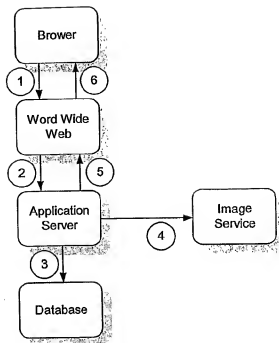 Brower
1
6
Word Wide
Web
2
5
Application
Server
Image
Service
4
3
Database